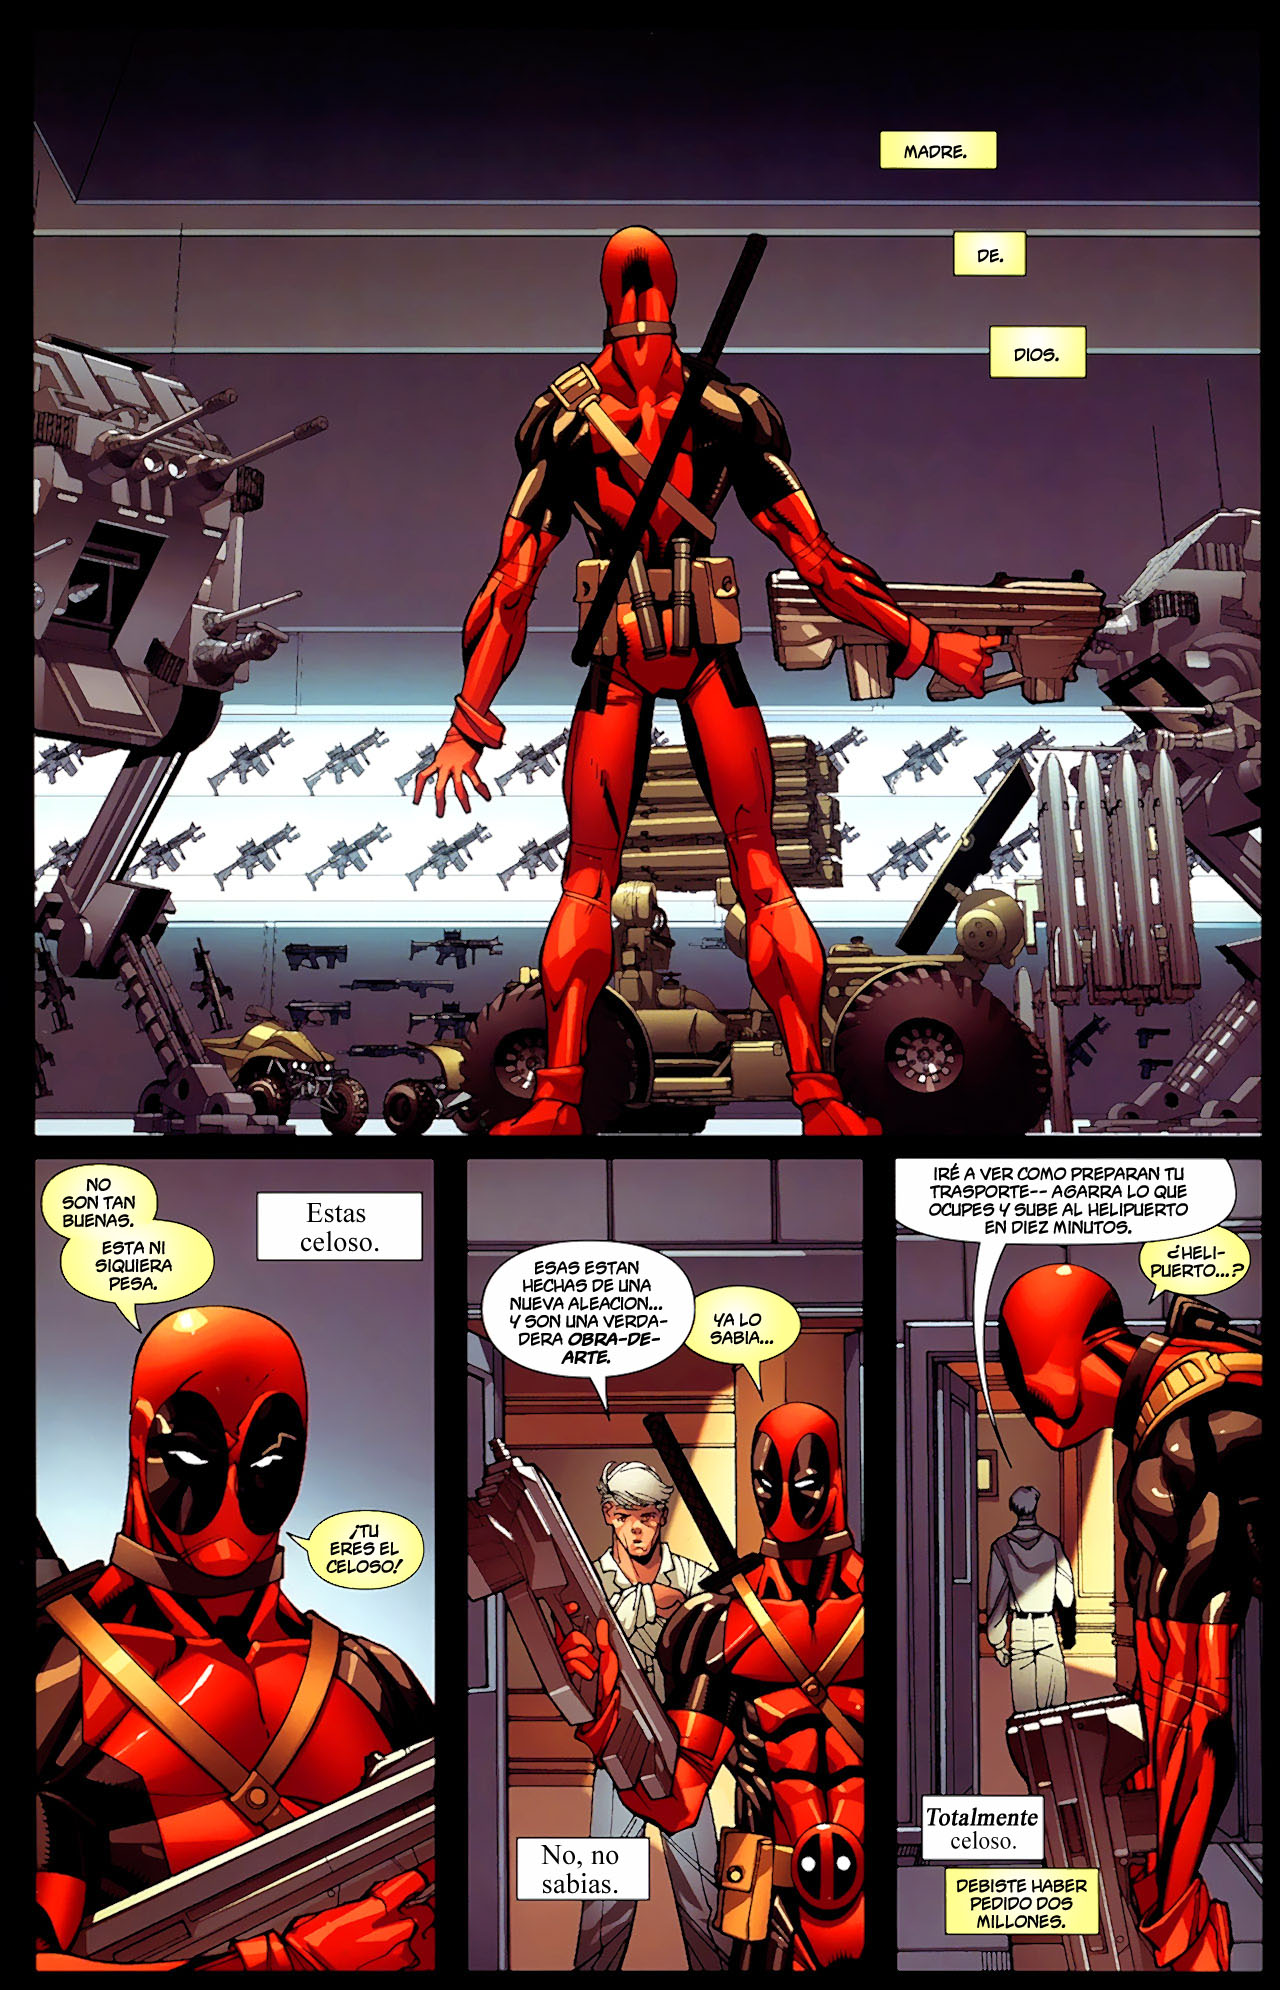 MADRE.
DE.
DIOS.
NO
SON TAN
BUENAS.
ESTA NI
SIQUIERA
PESA.
Estas
celoso.
¡TU
ERES EL
CELOSO!
ESAS ESTAN
HECHAS DE UNA
NUEVA ALEACION...
Y SON UNA VERDA-
DERA OBRA-DE-
ARTE.
YA LO
SABIA...
No, no
sabias.
IRÉ A VER COMO PREPARAN TU
TRASPORTE-- AGARRA LO QUE
OCUPES Y SUBE AL HELIPUERTO
EN DIEZ MINUTOS.
¿HELI-
PUERTO...?
Totalmente
celoso.
DEBISTE HABER
PEDIDO DOS
MILLONES.